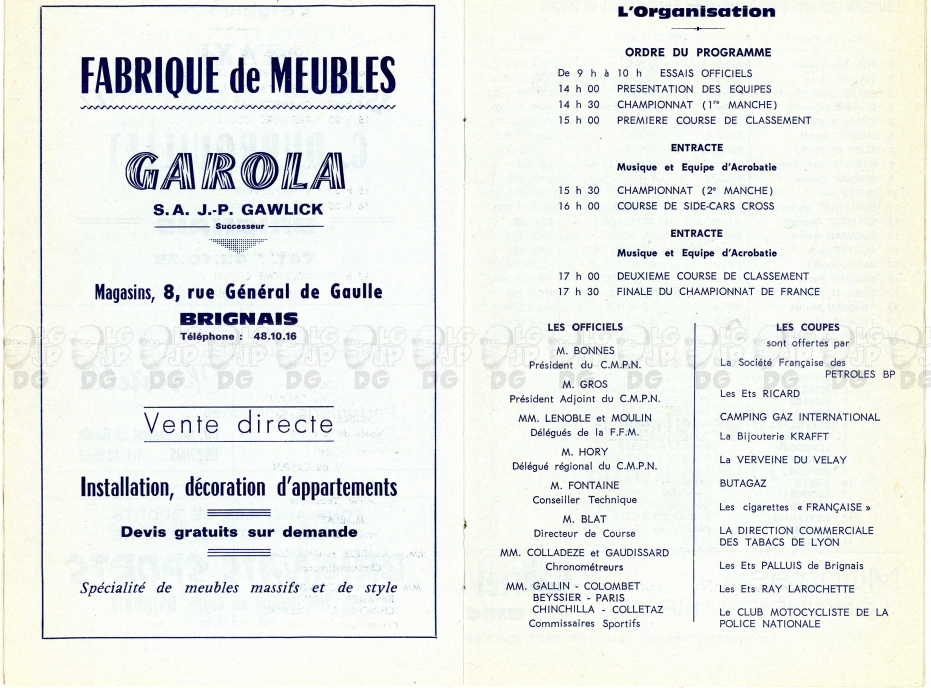 FABRIQUE de MEUBLES
GAROLA
S.A. J.-P. GAWLICK
Successeur
Magasins, 8, rue Général de Gaulle
BRIGNAIS
Téléphone : 48.10.16
Vente directe
Installation, décoration d'appartements
Devis gratuits sur demande
Spécialité de meubles massifs et de style
L'Organisation
ORDRE DU PROGRAMME
De 9 h à 10 h ESSAIS OFFICIELS
14 h 00 PRESENTATION DES EQUIPES
14 h 30 CHAMPIONNAT (1re MANCHE)
15 h 00 PREMIERE COURSE DE CLASSEMENT
ENTRACTE
Musique et Equipe d'Acrobatie
15 h 30 CHAMPIONNAT (2e MANCHE)
16 h 00 COURSE DE SIDE-CARS CROSS
ENTRACTE
Musique et Equipe d'Acrobatie
17 h 00 DEUXIEME COURSE DE CLASSEMENT
17 h 30 FINALE DU CHAMPIONNAT DE FRANCE
LES OFFICIELS
M. BONNES
Président du C.M.P.N.
M. GROS
Président Adjoint du C.M.P.N.
MM. LENOBLE et MOULIN
Délégués de la F.F.M.
M. HORY
Délégué régional du C.M.P.N.
M. FONTAINE
Conseiller Technique
M. BLAT
Directeur de Course
MM. COLLADEZE et GAUDISSARD
Chronométreurs
MM. GALLIN - COLOMBET
BEYSSIER - PARIS
CHINCHILLA - COLLETAZ
Commissaires Sportifs
LES COUPES
sont offertes par
La Société Française des
PETROLES BP
Les Ets RICARD
CAMPING GAZ INTERNATIONAL
La Bijouterie KRAFFT
La VERVEINE DU VELAY
BUTAGAZ
Les cigarettes « FRANÇAISE »
LA DIRECTION COMMERCIALE
DES TABACS DE LYON
Les Ets PALLUIS de Brignais
Les Ets RAY LAROCHETTE
Le CLUB MOTOCYCLISTE DE LA
POLICE NATIONALE